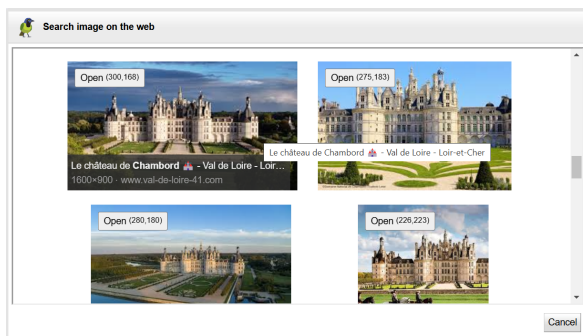 Search image on the web
Open (300,168)
Open (275,183)
Le château de Chambord 🏰 - Val de Loire - Loir...
1600×900 · www.val-de-loire-41.com
Le château de Chambord 🏰 - Val de Loire - Loir-et-Cher
Open (280,180)
Open (226,223)
Cancel